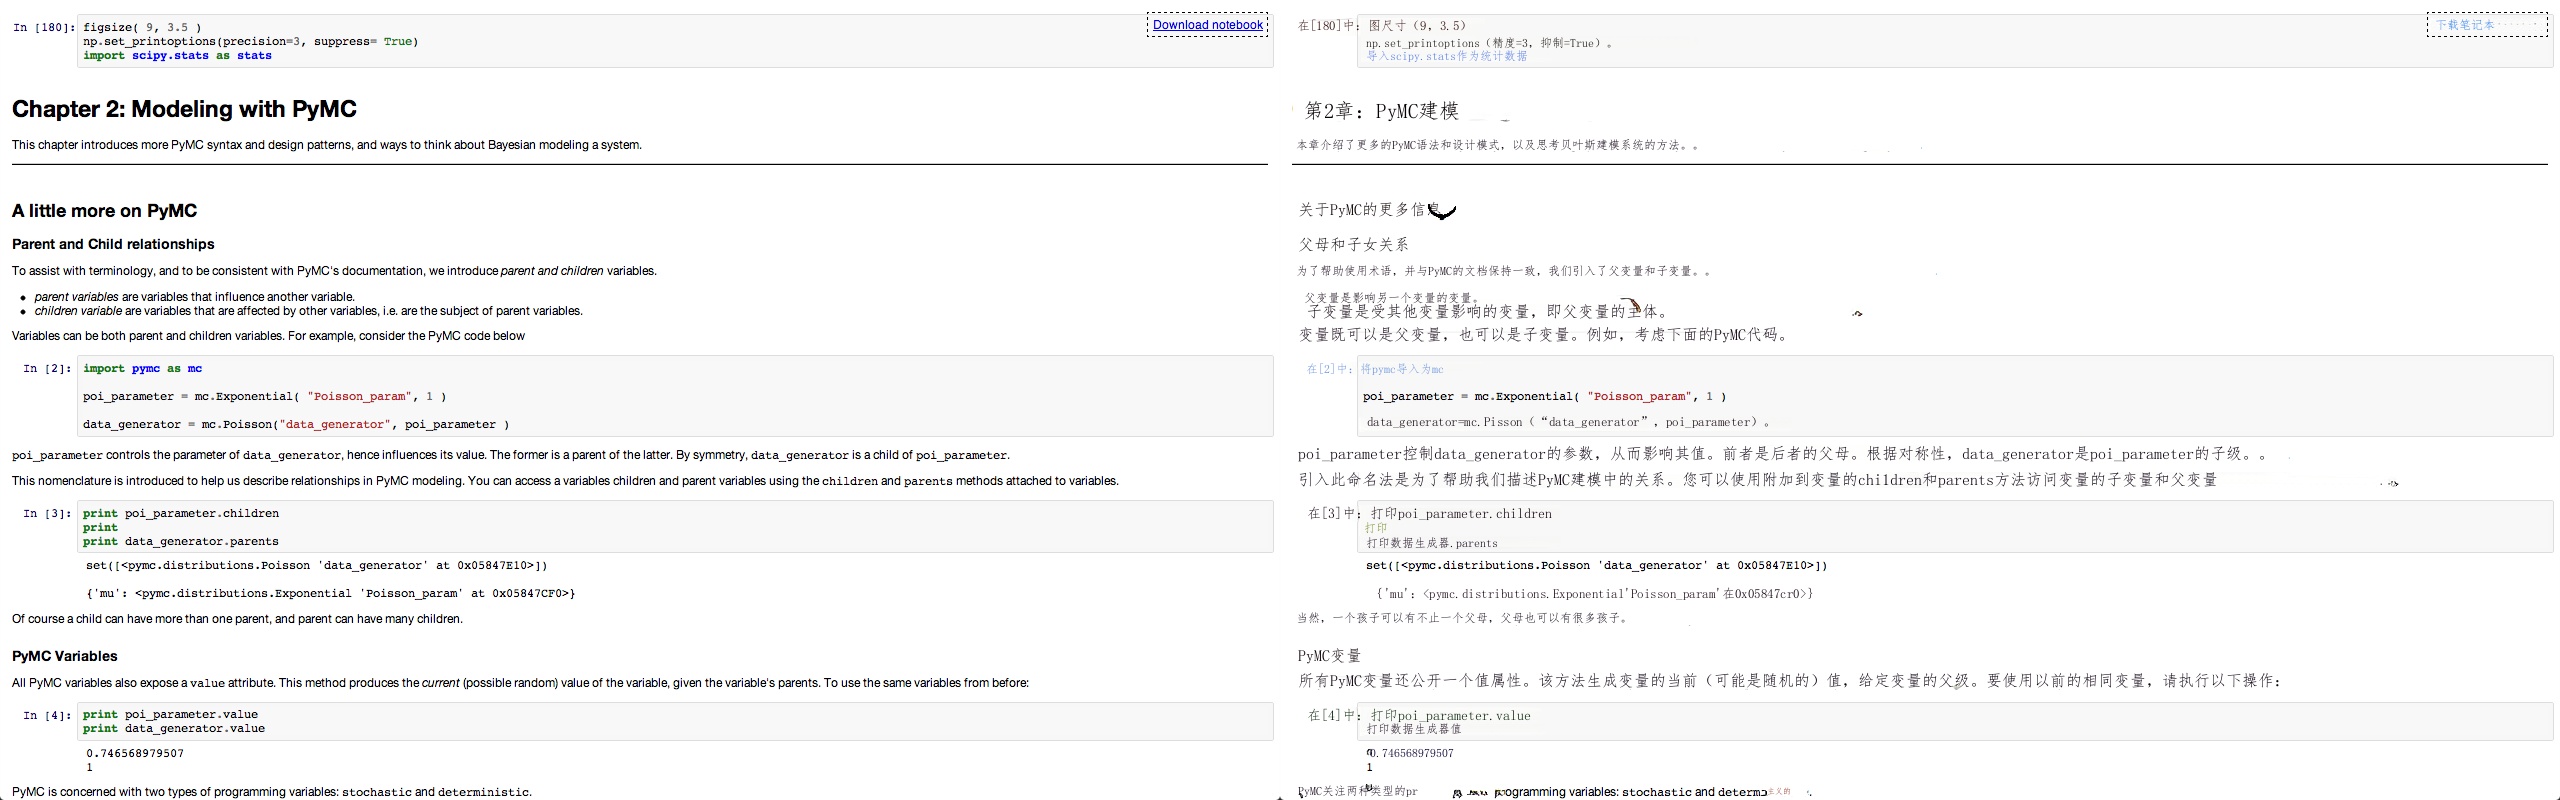 In [180]: figsize( 9, 3.5 )
np.set_printoptions(precision=3, suppress= True)
import scipy.stats as stats
Download notebook
Chapter 2: Modeling with PyMC
This chapter introduces more PyMC syntax and design patterns, and ways to think about Bayesian modeling a system.
A little more on PyMC
Parent and Child relationships
To assist with terminology, and to be consistent with PyMC's documentation, we introduce parent and children variables.
• parent variables are variables that influence another variable.
• children variable are variables that are affected by other variables, i.e. are the subject of parent variables.
Variables can be both parent and children variables. For example, consider the PyMC code below
In [2]: import pymc as mc
poi_parameter = mc.Exponential( "Poisson_param", 1 )
data_generator = mc.Poisson("data_generator", poi_parameter )
poi_parameter controls the parameter of data_generator, hence influences its value. The former is a parent of the latter. By symmetry, data_generator is a child of poi_parameter.
This nomenclature is introduced to help us describe relationships in PyMC modeling. You can access a variables children and parent variables using the children and parents methods attached to variables.
In [3]: print poi_parameter.children
print
print data_generator.parents
set([<pymc.distributions.Poisson 'data_generator' at 0x05847E10>])
{'mu': <pymc.distributions.Exponential 'Poisson_param' at 0x05847CF0>}
Of course a child can have more than one parent, and parent can have many children.
PyMC Variables
All PyMC variables also expose a value attribute. This method produces the current (possible random) value of the variable, given the variable's parents. To use the same variables from before:
In [4]: print poi_parameter.value
print data_generator.value
0.746568979507
1
PyMC is concerned with two types of programming variables: stochastic and deterministic.
在[180]中: 图尺寸（9, 3.5）
np.set_printoptions（精度=3, 抑制=True）。
导入scipy.stats作为统计数据
下载笔记本
第2章：PyMC建模
本章介绍了更多的PyMC语法和设计模式，以及思考贝叶斯建模系统的方法。。
关于PyMC的更多信
父母和子女关系
为了帮助使用术语，并与PyMC的文档保持一致，我们引入了父变量和子变量。。
父变量是影响另一个变量的变量。
子变量是受其他变量影响的变量，即父变量的主体。
变量既可以是父变量，也可以是子变量。例如，考虑下面的PyMC代码。
在[2]中: 将pymc导入为mc
poi_parameter = mc.Exponential( "Poisson_param", 1 )
data_generator=mc.Pisson（“data_generator”, poi_parameter）。
poi_parameter控制data_generator的参数，从而影响其值。前者是后者的父母。根据对称性，data_generator是poi_parameter的子级。。
引入此命名法是为了帮助我们描述PyMC建模中的关系。您可以使用附加到变量的children和parents方法访问变量的子变量和父变量
在[3]中: 打印poi_parameter.children
打印
打印数据生成器.parents
set([<pymc.distributions.Poisson 'data_generator' at 0x05847E10>])
{'mu': <pymc.distributions.Exponential'Poisson_param'在0x05847cr0>}
当然，一个孩子可以有不止一个父母，父母也可以有很多孩子。
PyMC变量
所有PyMC变量还公开一个值属性。该方法生成变量的当前（可能是随机的）值，给定变量的父级。要使用以前的相同变量，请执行以下操作：
在[4]中: 打印poi_parameter.value
打印数据生成器值
0.746568979507
1
PyMC关注两种类型的pr programming variables: stochastic and determ